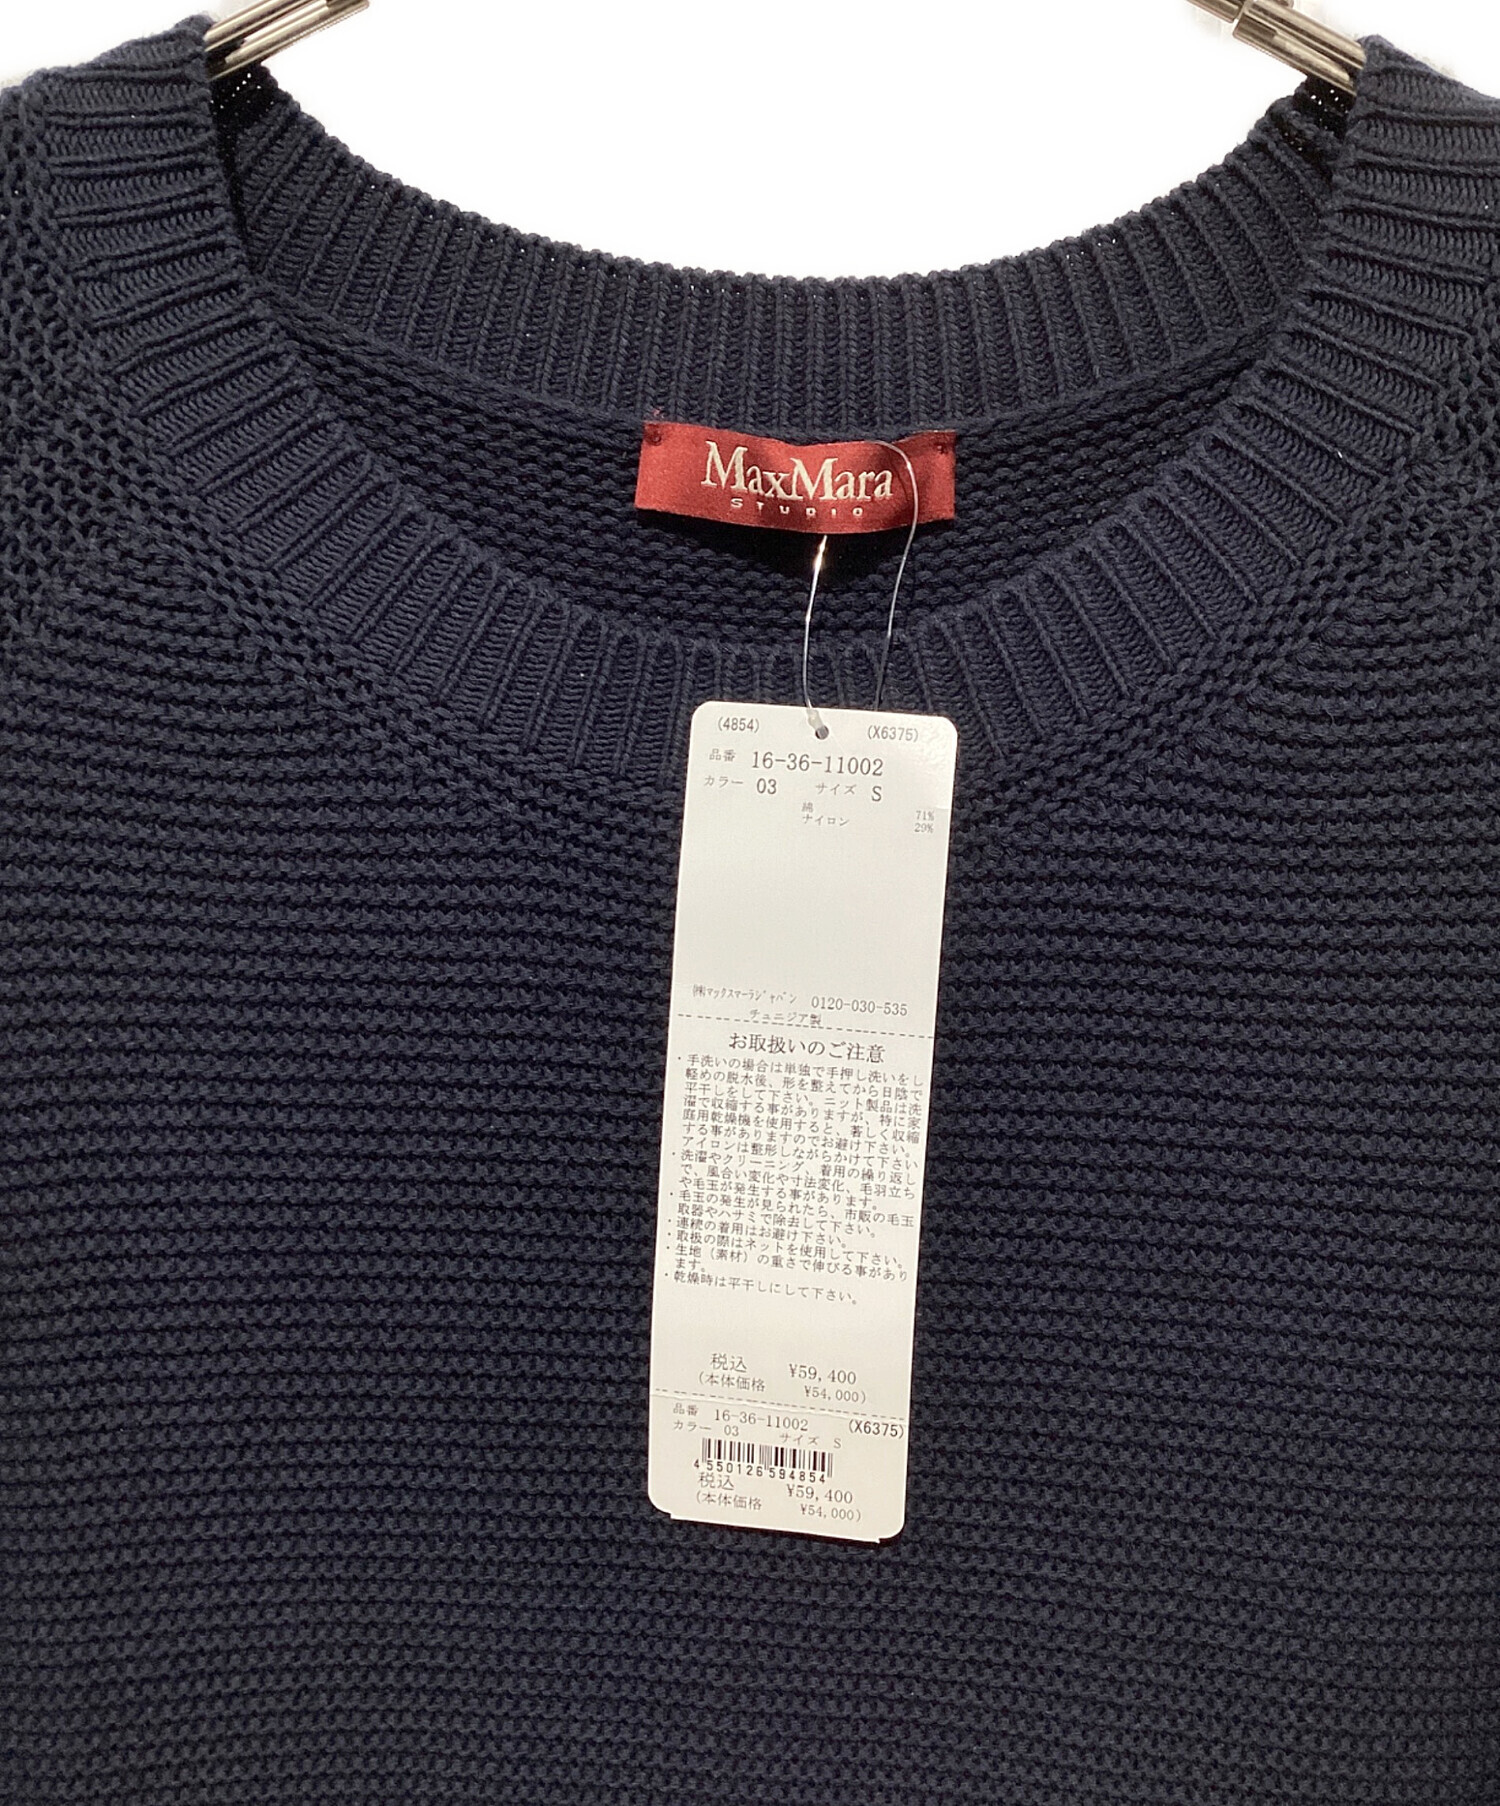 MaxMara
STUDIO
(4854) (X6375)
品番 16-36-11002
カラー 03 サイズ S
綿 71%
ナイロン 29%
㈱マックスマーラジャパン 0120-030-535
チュニジア製
お取扱いのご注意
・手洗いの場合は単独で手押し洗いをし
軽めの脱水後、形を整えてから日陰で
平干しをして下さい。ニット製品は洗
濯で収縮する事がありますが、特に家
庭用乾燥機を使用すると、著しく収縮
する事がありますのでお避け下さい。
アイロンは整形しながらかけて下さい
・洗濯やクリーニング、着用の繰り返し
で、風合い変化や寸法変化、毛羽立ち
や毛玉が発生する事があります。
・毛玉の発生が見られたら、市販の毛玉
取器やハサミで除去して下さい。
・連続の着用はお避け下さい。
・取扱の際はネットを使用して下さい。
・生地（素材）の重さで伸びる事があり
ます。
・乾燥時は平干しにして下さい。
税込 ¥59,400
(本体価格 ¥54,000)
品番 16-36-11002 (X6375)
カラー 03 サイズ S
4 550126 594854
税込 ¥59,400
(本体価格 ¥54,000)